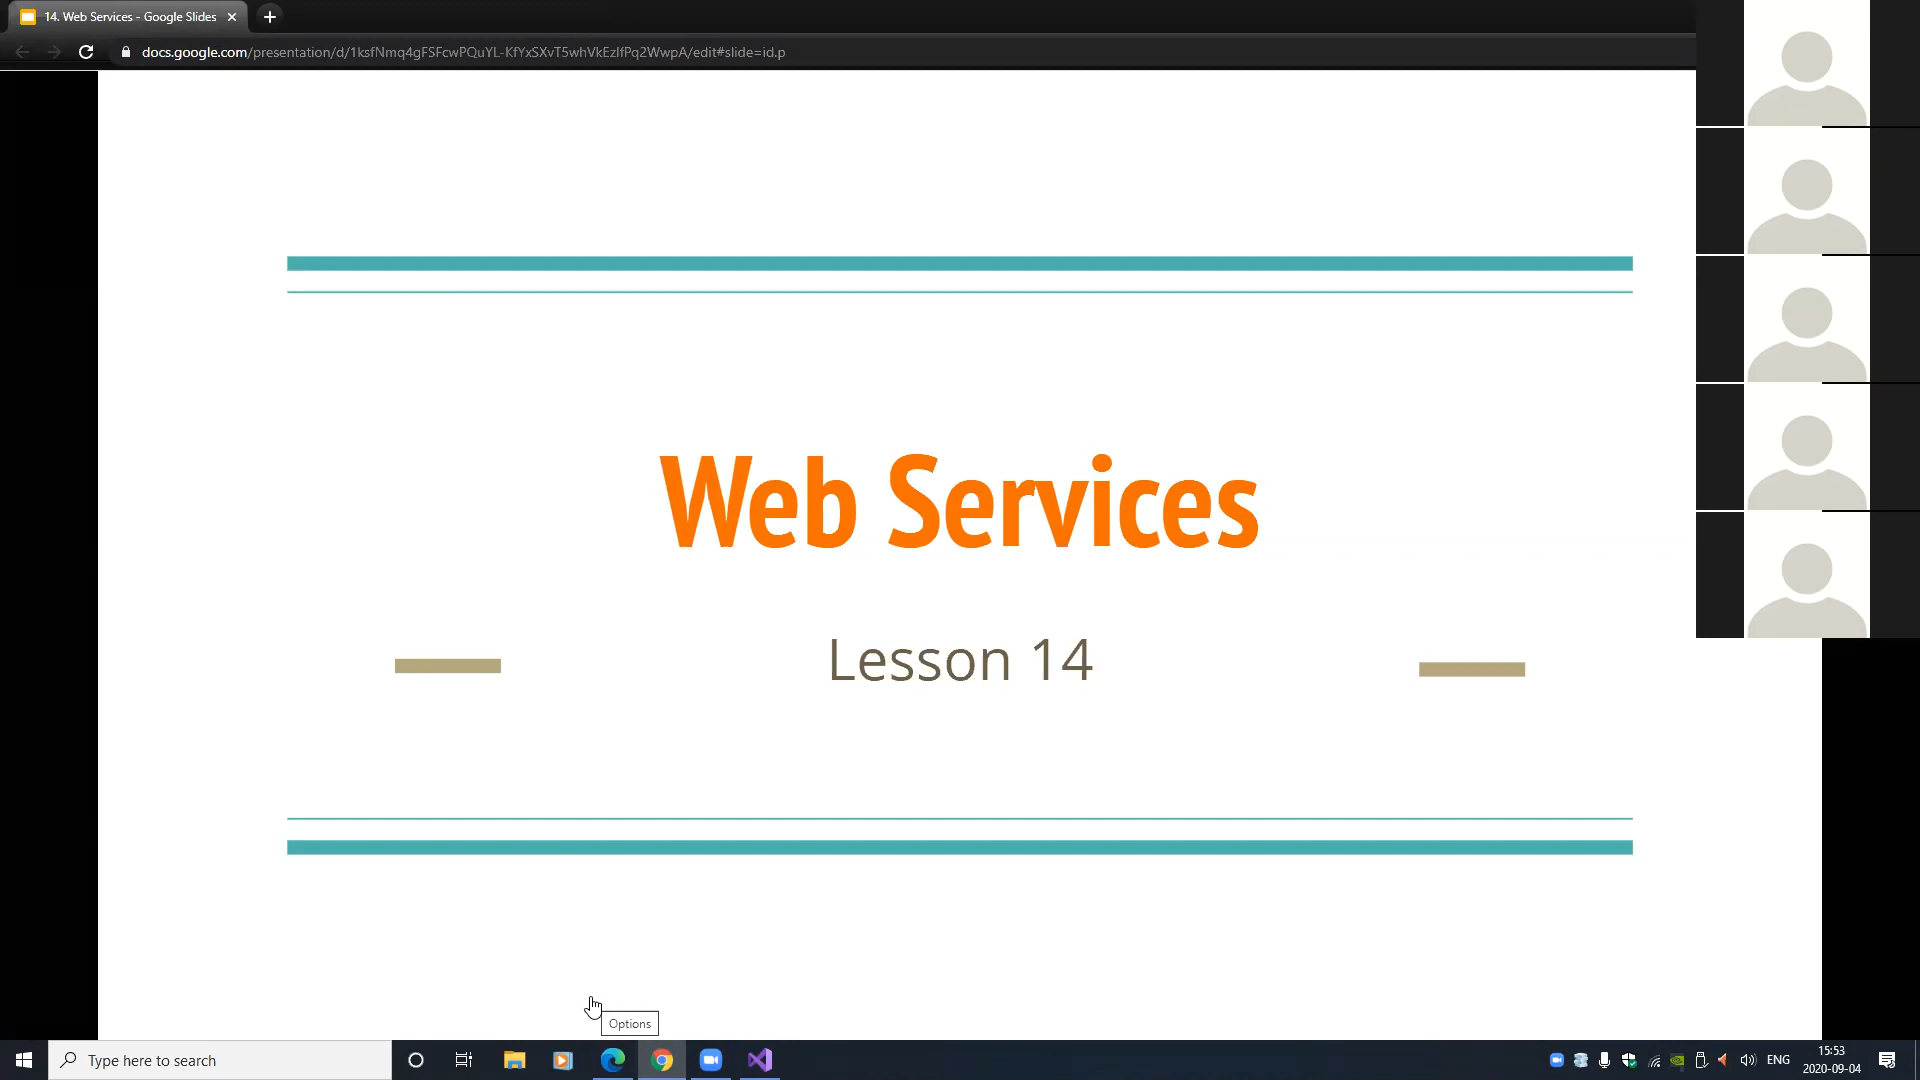 14. Web Services - Google Slides
docs.google.com/presentation/d/1ksfNmq4gFSFcwPQuYL-KfYxSXvT5whVkEzlfPq2WwpA/edit#slide=id.p
Web Services
Lesson 14
Options
Type here to search
ENG
15:53
2020-09-04